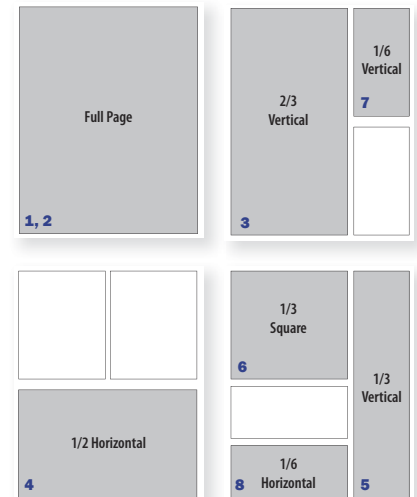 Full Page
1, 2
2/3
Vertical
3
1/6
Vertical
7
1/2 Horizontal
4
1/3
Square
6
1/6
Horizontal
8
1/3
Vertical
5